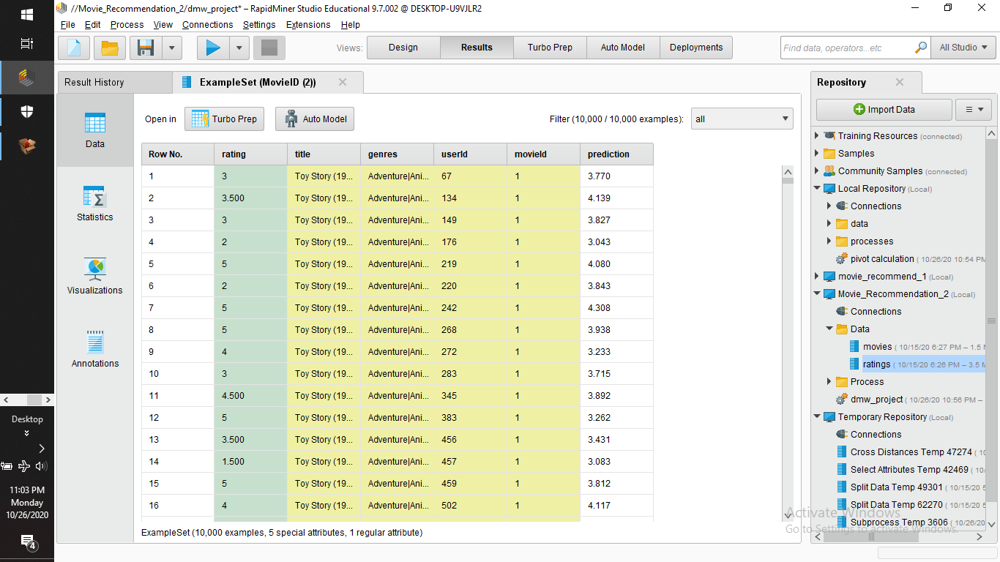 //Movie_Recommendation_2/dmw_project* – RapidMiner Studio Educational 9.7.002 @ DESKTOP-U9VJLR2
File Edit Process View Connections Settings Extensions Help
Views: Design Results Turbo Prep Auto Model Deployments
Find data, operators...etc All Studio
Result History
ExampleSet (MovieID (2))
Data
Statistics
Visualizations
Annotations
Open in Turbo Prep Auto Model
Filter (10,000 / 10,000 examples): all
Row No. rating title genres userId movieId prediction
1 3 Toy Story (19... Adventure|Ani... 67 1 3.770
2 3.500 Toy Story (19... Adventure|Ani... 134 1 4.139
3 3 Toy Story (19... Adventure|Ani... 149 1 3.827
4 2 Toy Story (19... Adventure|Ani... 176 1 3.043
5 5 Toy Story (19... Adventure|Ani... 219 1 4.080
6 2 Toy Story (19... Adventure|Ani... 220 1 3.843
7 5 Toy Story (19... Adventure|Ani... 242 1 4.308
8 5 Toy Story (19... Adventure|Ani... 268 1 3.938
9 4 Toy Story (19... Adventure|Ani... 272 1 3.233
10 3 Toy Story (19... Adventure|Ani... 283 1 3.715
11 4.500 Toy Story (19... Adventure|Ani... 345 1 3.892
12 5 Toy Story (19... Adventure|Ani... 383 1 3.262
13 3.500 Toy Story (19... Adventure|Ani... 456 1 3.431
14 1.500 Toy Story (19... Adventure|Ani... 457 1 3.083
15 5 Toy Story (19... Adventure|Ani... 459 1 3.812
16 4 Toy Story (19... Adventure|Ani... 502 1 4.117
ExampleSet (10,000 examples, 5 special attributes, 1 regular attribute)
Repository
Import Data
Training Resources (connected)
Samples
Community Samples (connected)
Local Repository (Local)
Connections
data
processes
pivot calculation ( 10/26/20 10:54 PM
movie_recommend_1 (Local)
Movie_Recommendation_2 (Local)
Connections
Data
movies ( 10/15/20 6:27 PM – 1.5 M
ratings ( 10/15/20 6:26 PM – 3.5 M
Process
dmw_project ( 10/26/20 10:56 PM –
Temporary Repository (Local)
Connections
Cross Distances Temp 47274 ( 10
Select Attributes Temp 42469 ( 10/
Split Data Temp 49301 ( 10/15/20 6
Split Data Temp 62270 ( 10/15/20 6
Subprocess Temp 3606 ( 10/26/20
Activate Windows
Go to Settings to activate Windows.
Desktop
11:03 PM
Monday
10/26/2020
4